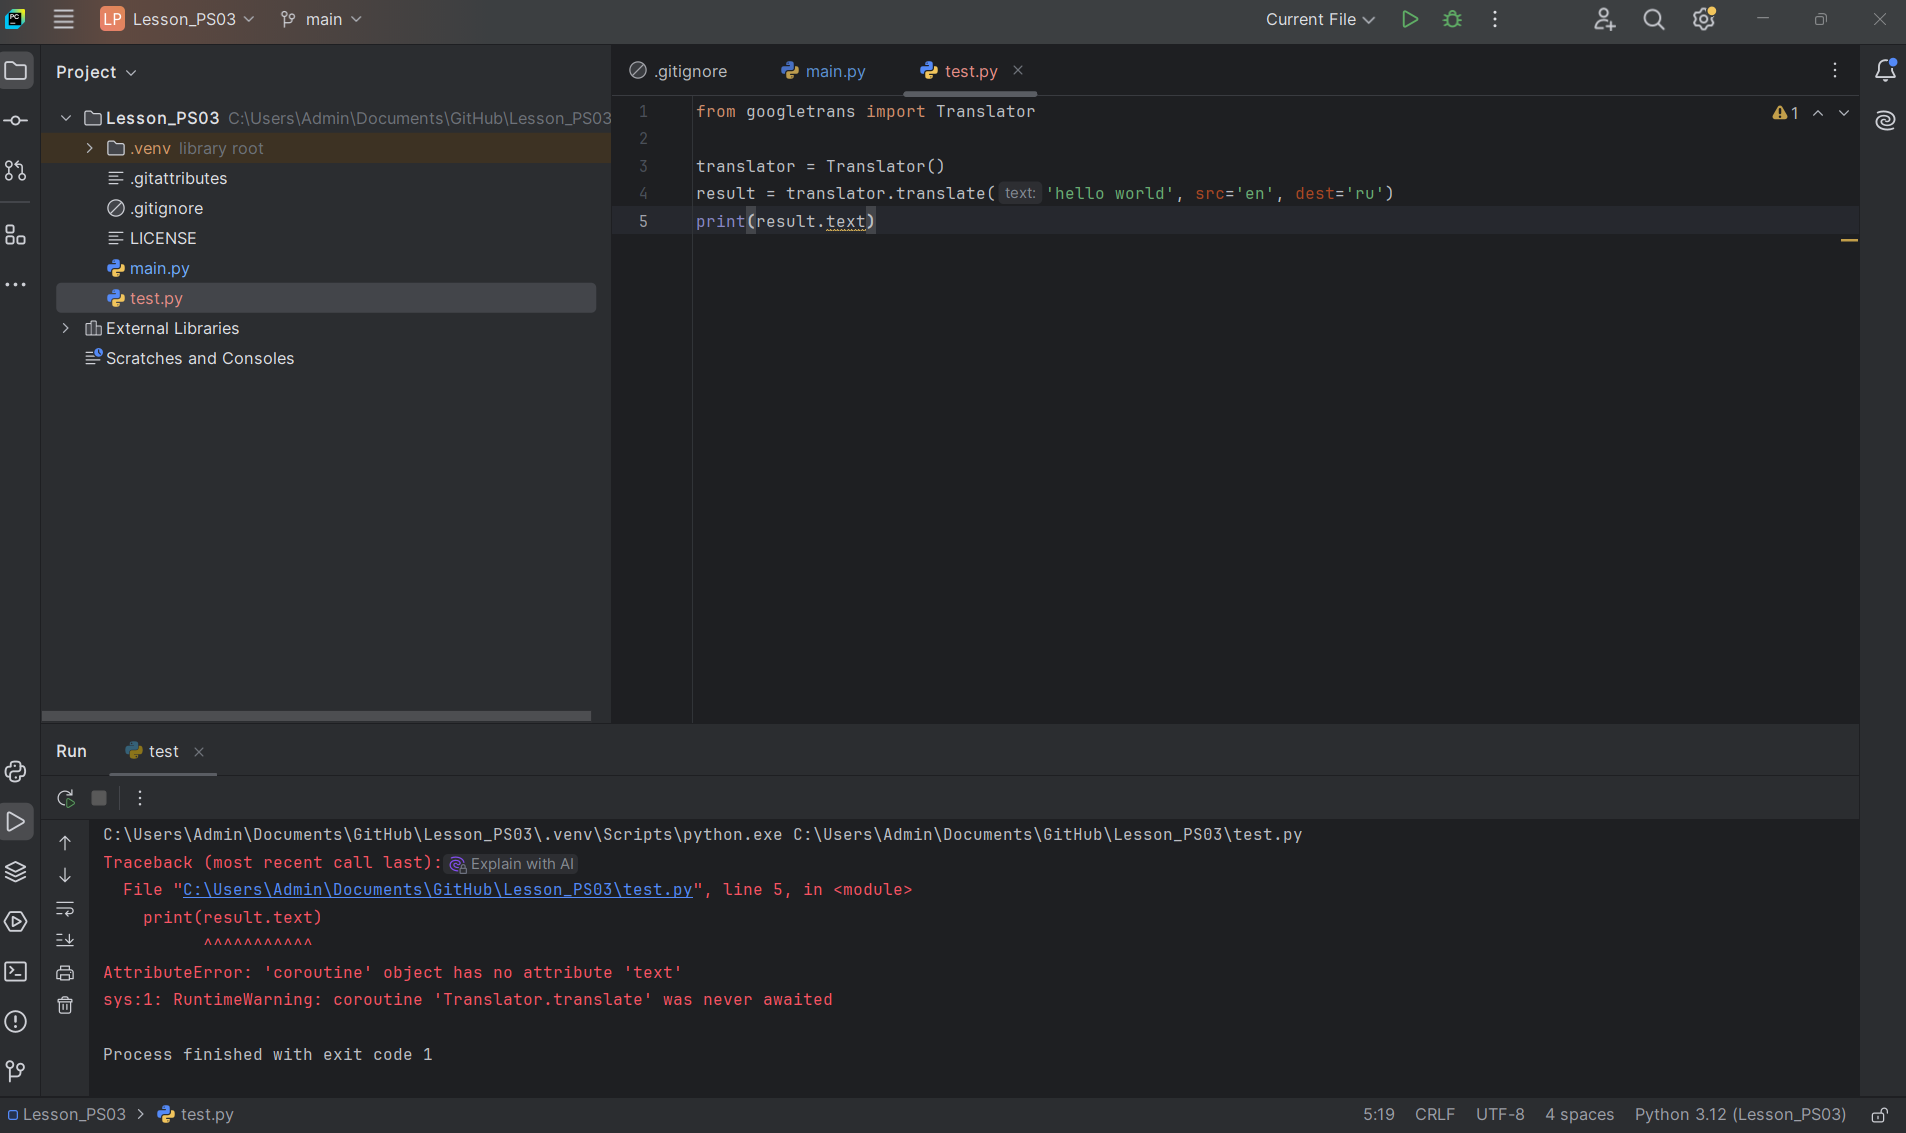 LP Lesson_PS03 main Current File
Project
.gitignore main.py test.py
Lesson_PS03 C:\Users\Admin\Documents\GitHub\Lesson_PS03
.venv library root
.gitattributes
.gitignore
LICENSE
main.py
test.py
External Libraries
Scratches and Consoles
1 from googletrans import Translator
2
3 translator = Translator()
4 result = translator.translate( text: 'hello world', src='en', dest='ru')
5 print(result.text)
1
Run test
C:\Users\Admin\Documents\GitHub\Lesson_PS03\.venv\Scripts\python.exe C:\Users\Admin\Documents\GitHub\Lesson_PS03\test.py
Traceback (most recent call last): Explain with AI
File "C:\Users\Admin\Documents\GitHub\Lesson_PS03\test.py", line 5, in <module>
print(result.text)
^^^^^^^^^^^
AttributeError: 'coroutine' object has no attribute 'text'
sys:1: RuntimeWarning: coroutine 'Translator.translate' was never awaited
Process finished with exit code 1
Lesson_PS03 > test.py 5:19 CRLF UTF-8 4 spaces Python 3.12 (Lesson_PS03)